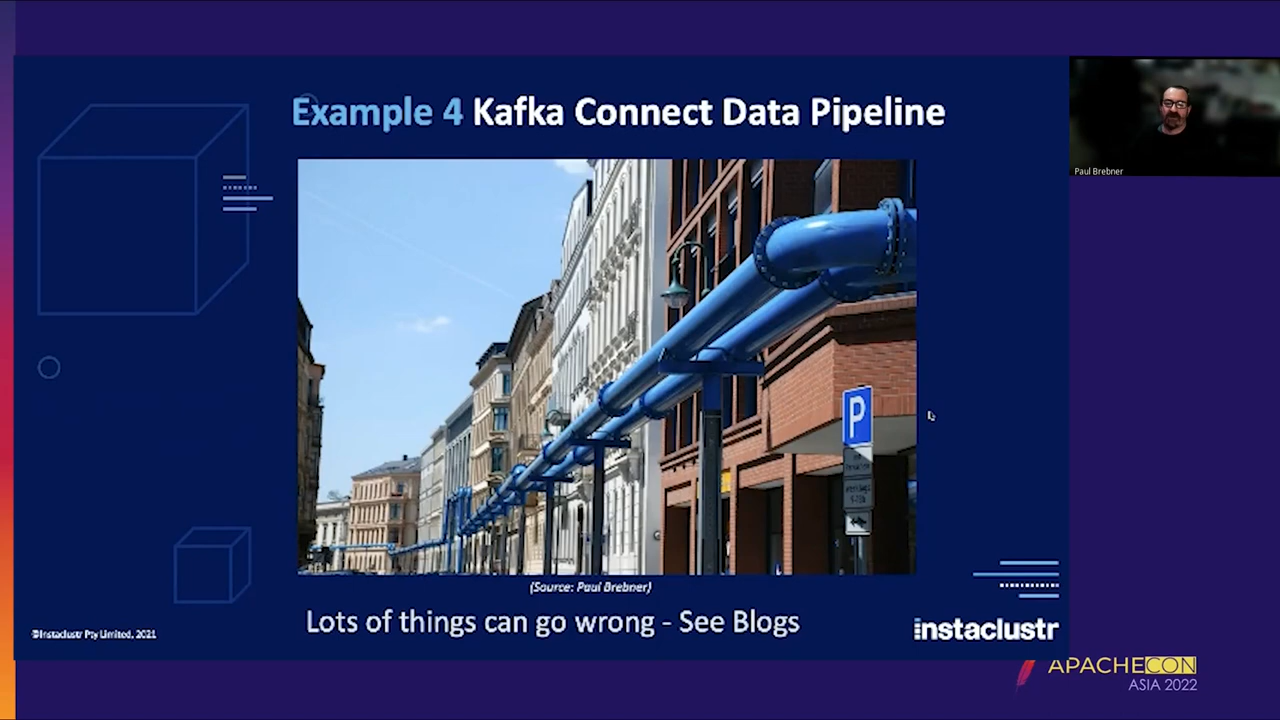 Example 4 Kafka Connect Data Pipeline
Paul Brebner
P
(Source: Paul Brebner)
Lots of things can go wrong - See Blogs
©Instaclustr Pty Limited, 2021
instaclustr
APACHECON
ASIA 2022